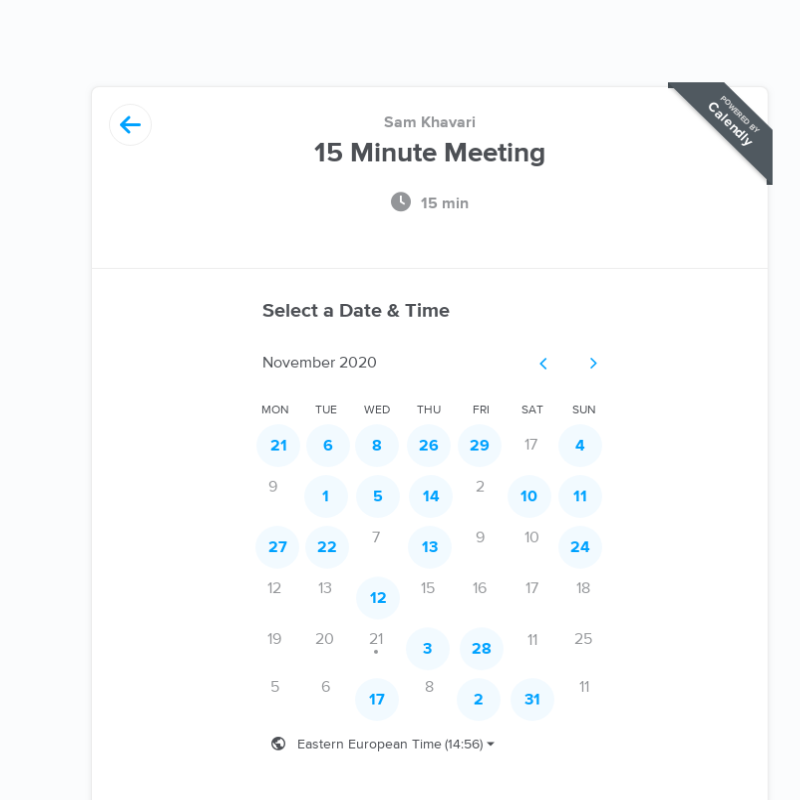 POWERED BY
Calendly
Sam Khavari
15 Minute Meeting
15 min
Select a Date & Time
November 2020
MON TUE WED THU FRI SAT SUN
21 6 8 26 29 17 4
9 1 5 14 2 10 11
27 22 7 13 9 10 24
12 13 12 15 16 17 18
19 20 21 3 28 11 25
5 6 17 8 2 31 11
Eastern European Time (14:56)